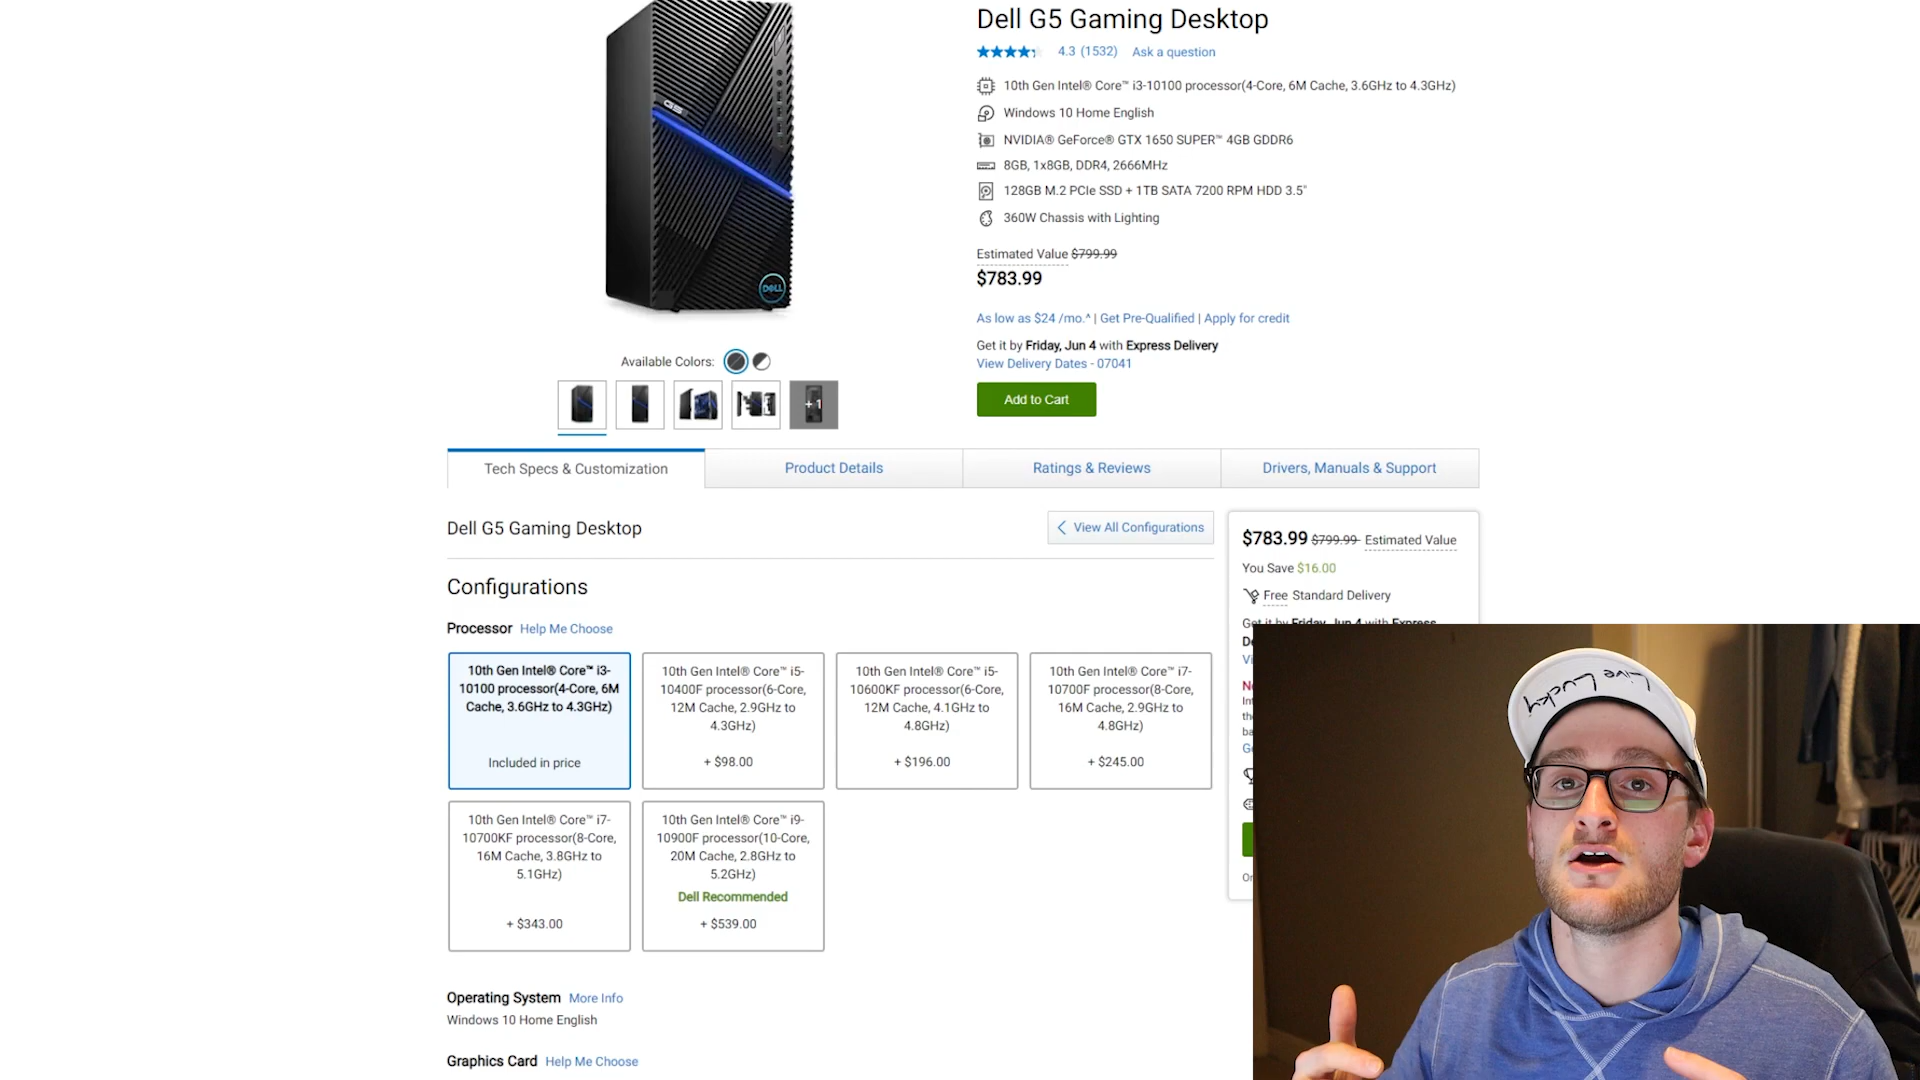 Dell G5 Gaming Desktop
4.3 (1532) Ask a question
10th Gen Intel® Core™ i3-10100 processor(4-Core, 6M Cache, 3.6GHz to 4.3GHz)
Windows 10 Home English
NVIDIA® GeForce® GTX 1650 SUPER™ 4GB GDDR6
8GB, 1x8GB, DDR4, 2666MHz
128GB M.2 PCIe SSD + 1TB SATA 7200 RPM HDD 3.5"
360W Chassis with Lighting
Estimated Value $799.99
$783.99
As low as $24 /mo.^ | Get Pre-Qualified | Apply for credit
Get it by Friday, Jun 4 with Express Delivery
View Delivery Dates - 07041
Add to Cart
G5
DELL
Available Colors:
+ 1
Tech Specs & Customization
Product Details
Ratings & Reviews
Drivers, Manuals & Support
Dell G5 Gaming Desktop
View All Configurations
Configurations
Processor Help Me Choose
10th Gen Intel® Core™ i3-
10100 processor(4-Core, 6M
Cache, 3.6GHz to 4.3GHz)
Included in price
10th Gen Intel® Core™ i5-
10400F processor(6-Core,
12M Cache, 2.9GHz to
4.3GHz)
+ $98.00
10th Gen Intel® Core™ i5-
10600KF processor(6-Core,
12M Cache, 4.1GHz to
4.8GHz)
+ $196.00
10th Gen Intel® Core™ i7-
10700F processor(8-Core,
16M Cache, 2.9GHz to
4.8GHz)
+ $245.00
10th Gen Intel® Core™ i7-
10700KF processor(8-Core,
16M Cache, 3.8GHz to
5.1GHz)
+ $343.00
10th Gen Intel® Core™ i9-
10900F processor(10-Core,
20M Cache, 2.8GHz to
5.2GHz)
Dell Recommended
+ $539.00
Operating System More Info
Windows 10 Home English
Graphics Card Help Me Choose
$783.99 $799.99 Estimated Value
You Save $16.00
Free Standard Delivery
Get it by Friday, Jun 4 with Express
Live Lucky